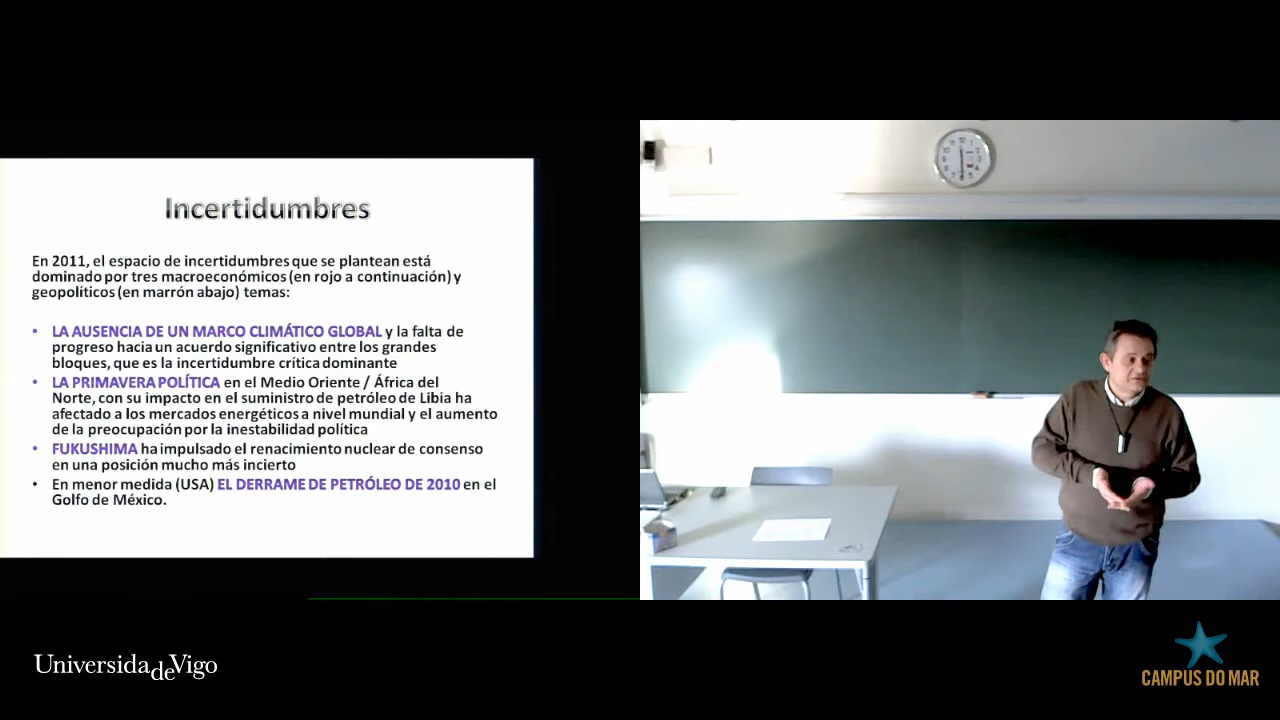 Incertidumbres
En 2011, el espacio de incertidumbres que se plantean está
dominado por tres macroeconómicos (en rojo a continuación) y
geopolíticos (en marrón abajo) temas:
• LA AUSENCIA DE UN MARCO CLIMÁTICO GLOBAL y la falta de
progreso hacia un acuerdo significativo entre los grandes
bloques, que es la incertidumbre crítica dominante
• LA PRIMAVERA POLÍTICA en el Medio Oriente / África del
Norte, con su impacto en el suministro de petróleo de Libia ha
afectado a los mercados energéticos a nivel mundial y el aumento
de la preocupación por la inestabilidad política
• FUKUSHIMA ha impulsado el renacimiento nuclear de consenso
en una posición mucho más incierto
• En menor medida (USA) EL DERRAME DE PETRÓLEO DE 2010 en el
Golfo de México.
Universidade de Vigo
CAMPUS DO MAR